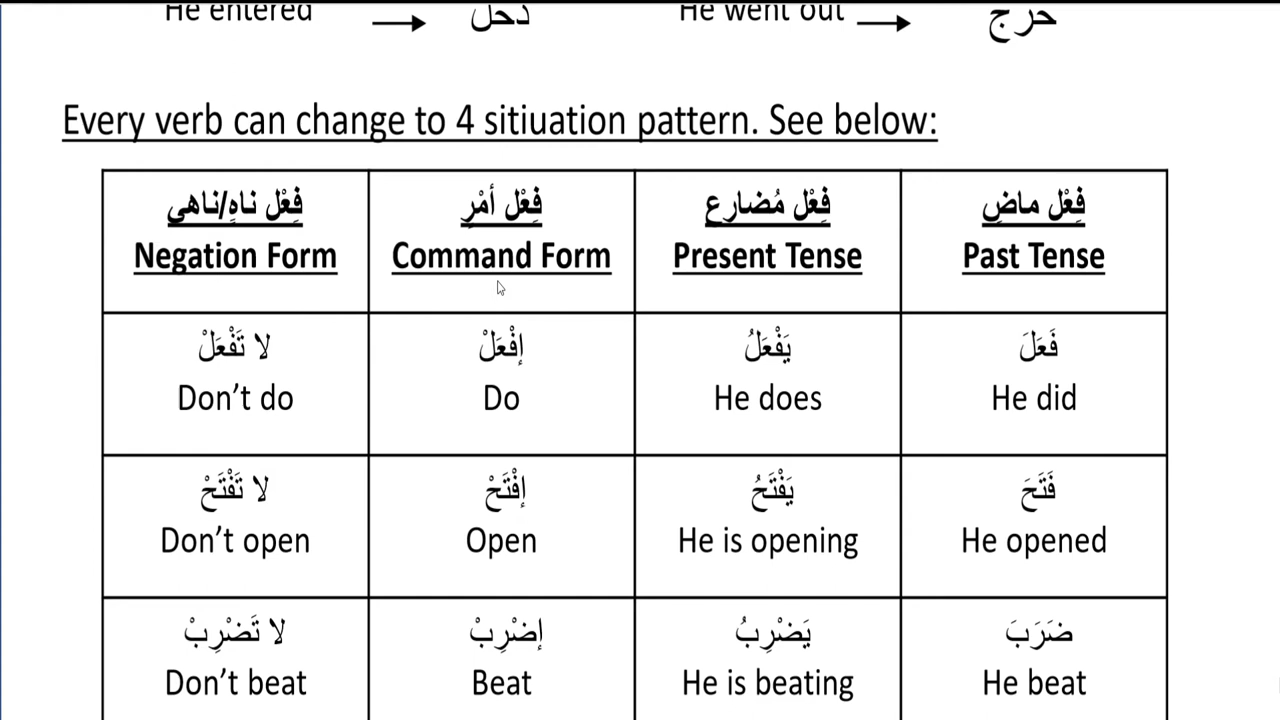 He entered → دخل He went out → خرج
Every verb can change to 4 sitiuation pattern. See below:
فِعْل ناهٍ/ناهي فِعْل أمْرِ فِعْل مُضارِع فِعْل ماضِ
Negation Form Command Form Present Tense Past Tense
لا تَفْعَلْ إفْعَلْ يَفْعَلُ فَعَلَ
Don't do Do He does He did
لا تَفْتَحْ إفْتَحْ يَفْتَحُ فَتَحَ
Don't open Open He is opening He opened
لا تَضْرِبْ إضْرِبْ يَضْرِبُ ضَرَبَ
Don't beat Beat He is beating He beat